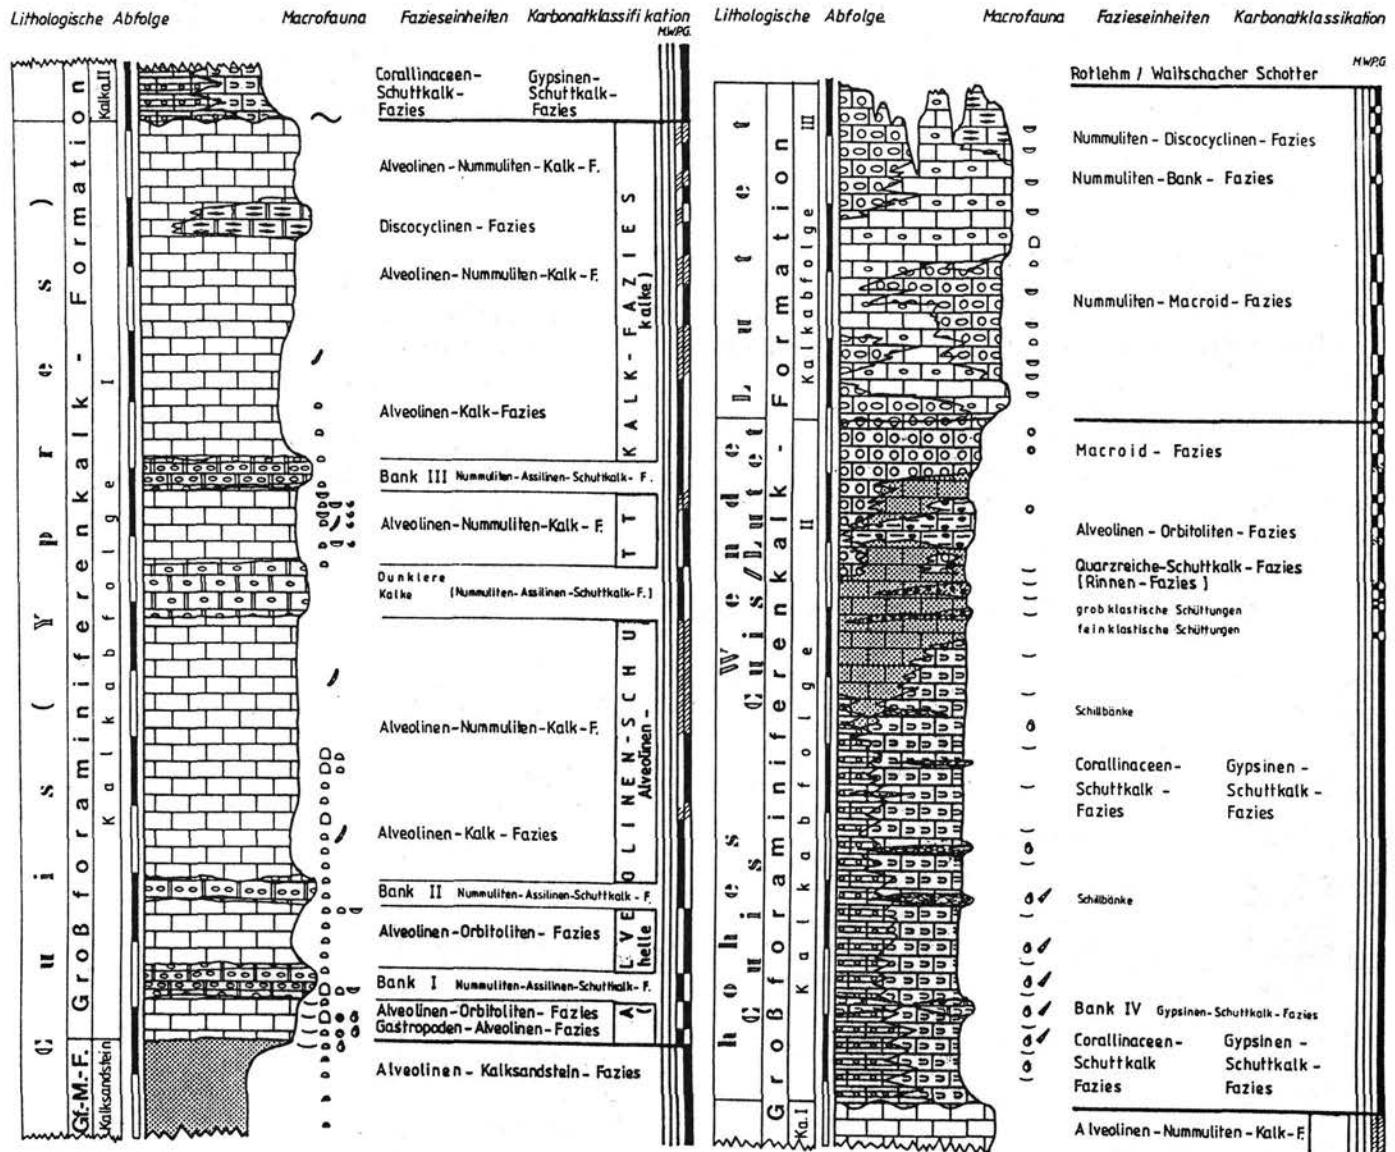 Lithologische Abfolge Macrofauna Fazieseinheiten Karbonatklassifikation
M.W.P.G.
Corallinaceen- Gypsinen-
Schuttkalk- Schuttkalk-
Fazies Fazies
Alveolinen-Nummuliten-Kalk-F.
Discocyclinen-Fazies
Alveolinen-Nummuliten-Kalk-F.
Alveolinen-Kalk-Fazies
Bank III Nummuliten-Assilinen-Schuttkalk-F.
Alveolinen-Nummuliten-Kalk-F.
Dunklere
Kalke (Nummuliten-Assilinen-Schuttkalk-F.)
Alveolinen-Nummuliten-Kalk-F.
Alveolinen-Kalk-Fazies
Bank II Nummuliten-Assilinen-Schuttkalk-F.
Alveolinen-Orbitoliten-Fazies
Bank I Nummuliten-Assilinen-Schuttkalk-F.
Alveolinen-Orbitoliten-Fazies
Gastropoden-Alveolinen-Fazies
Alveolinen-Kalksandstein-Fazies
Cuis (Ypres)
Großforaminiferenkalk-Formation
Gf.-M.-F.
Kalka.II
Kalkabfolge I
Kalksandstein
ALVEOLINEN-SCHUTTKALK-FAZIES
(helle Alveolinen-kalke)
Lithologische Abfolge Macrofauna Fazieseinheiten Karbonatklassikation
M.W.P.G.
Rotlehm / Waitschacher Schotter
Nummuliten-Discocyclinen-Fazies
Nummuliten-Bank-Fazies
Nummuliten-Macroid-Fazies
Macroid-Fazies
Alveolinen-Orbitoliten-Fazies
Quarzreiche-Schuttkalk-Fazies
(Rinnen-Fazies)
grob klastische Schüttungen
feinklastische Schüttungen
Schillbänke
Corallinaceen- Gypsinen-
Schuttkalk- Schuttkalk-
Fazies Fazies
Schillbänke
Bank IV Gypsinen-Schuttkalk-Fazies
Corallinaceen- Gypsinen-
Schuttkalk Schuttkalk-
Fazies Fazies
Alveolinen-Nummuliten-Kalk-F.
Lutet
hohes Wende
Cuis Cuis/Lutet
Großforaminiferenkalk-Formation
Kalkabfolge III
Kalkabfolge II
Ka.I